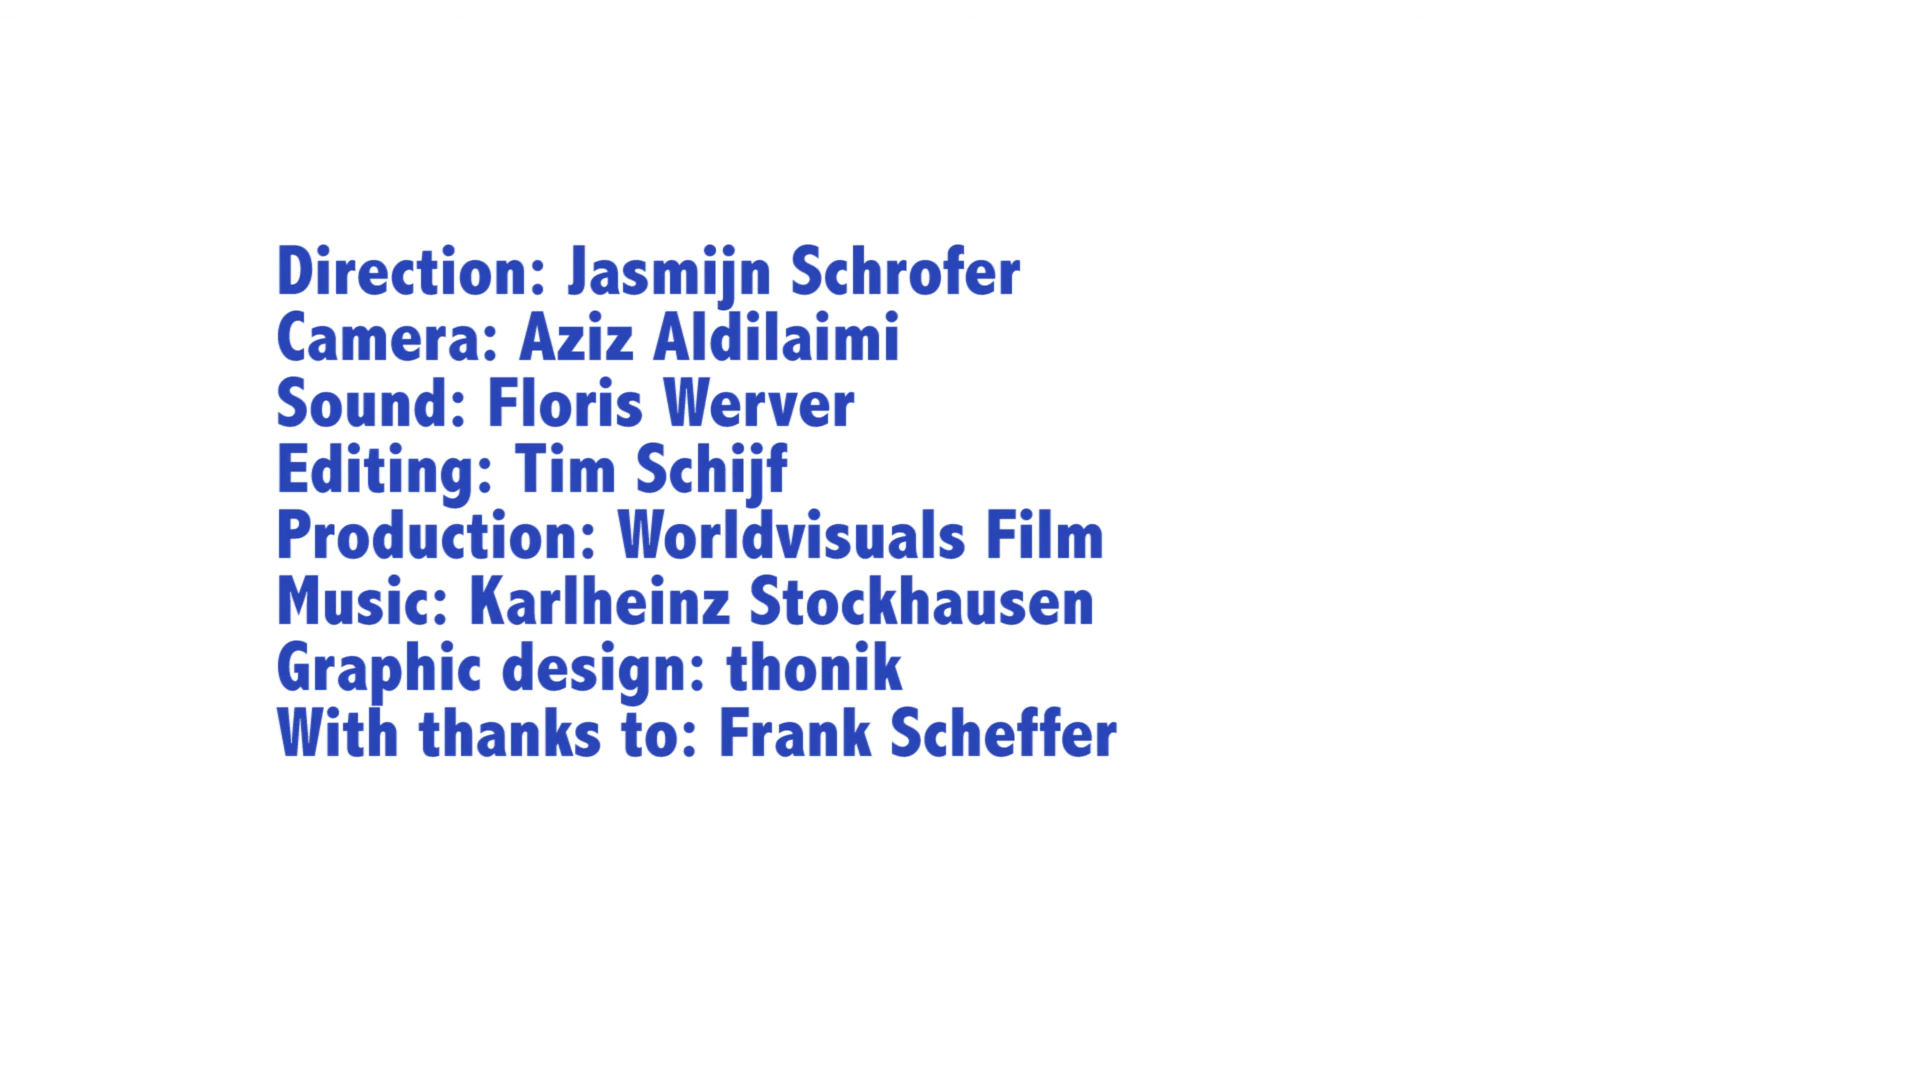 Direction: Jasmijn Schrofer
Camera: Aziz Aldilaimi
Sound: Floris Werver
Editing: Tim Schijf
Production: Worldvisuals Film
Music: Karlheinz Stockhausen
Graphic design: thonik
With thanks to: Frank Scheffer